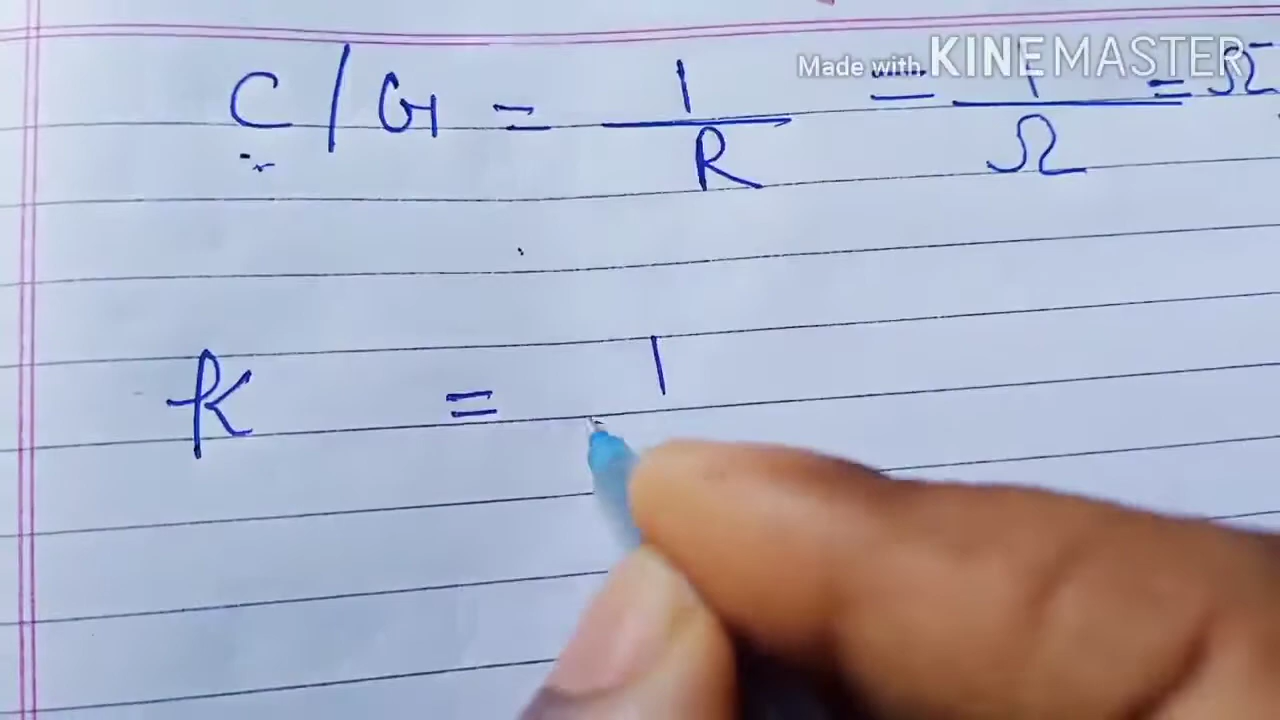 Made with KINEMASTER
C / G = 1/R = 1/Ω = Ω⁻
K = 1